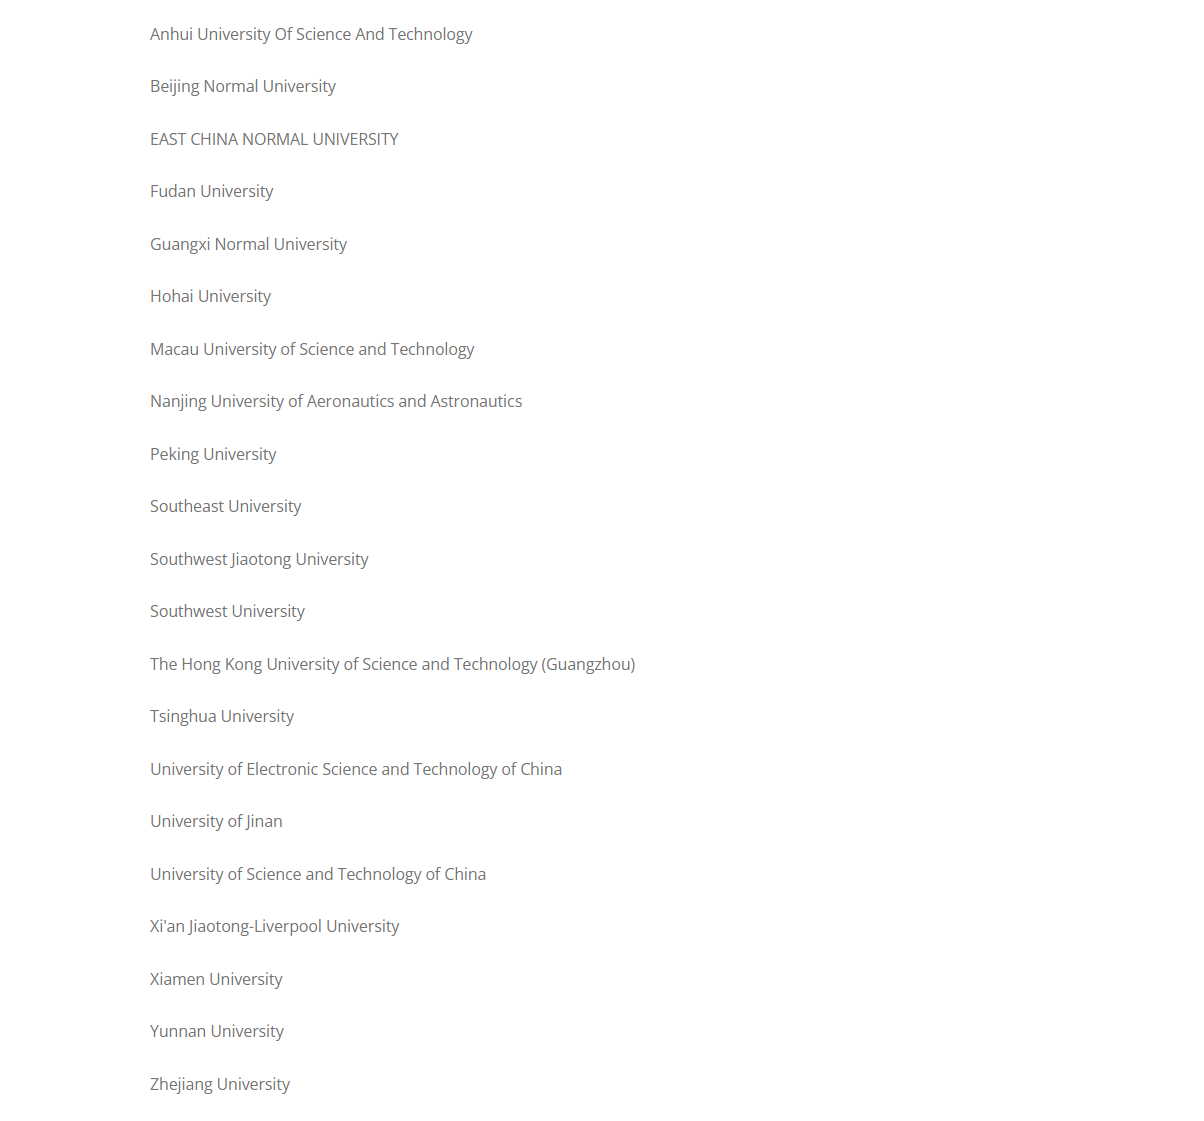 Anhui University Of Science And Technology
Beijing Normal University
EAST CHINA NORMAL UNIVERSITY
Fudan University
Guangxi Normal University
Hohai University
Macau University of Science and Technology
Nanjing University of Aeronautics and Astronautics
Peking University
Southeast University
Southwest Jiaotong University
Southwest University
The Hong Kong University of Science and Technology (Guangzhou)
Tsinghua University
University of Electronic Science and Technology of China
University of Jinan
University of Science and Technology of China
Xi'an Jiaotong-Liverpool University
Xiamen University
Yunnan University
Zhejiang University